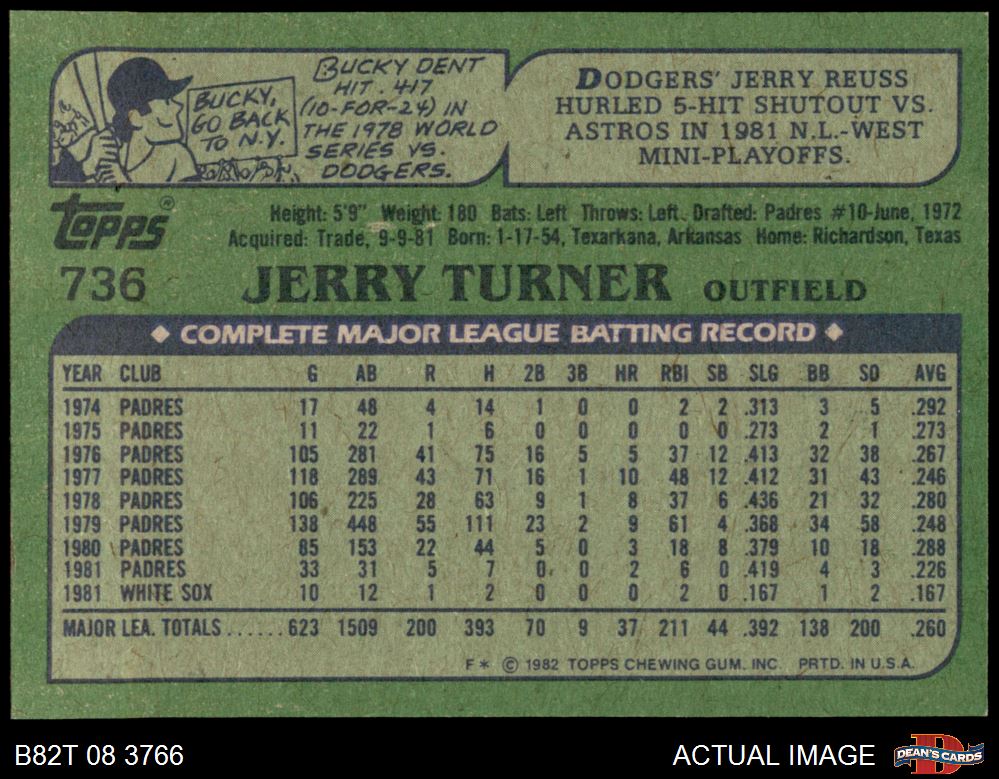 BUCKY DENT
HIT .417
(10-FOR-24) IN
THE 1978 WORLD
SERIES VS.
DODGERS.
BUCKY,
GO BACK
TO N.Y.
DODGERS' JERRY REUSS
HURLED 5-HIT SHUTOUT VS.
ASTROS IN 1981 N.L.-WEST
MINI-PLAYOFFS.
TOPPS®
Height: 5'9" Weight: 180 Bats: Left Throws: Left Drafted: Padres #10-June, 1972
Acquired: Trade, 9-9-81 Born: 1-17-54, Texarkana, Arkansas Home: Richardson, Texas
736 JERRY TURNER OUTFIELD
◆ COMPLETE MAJOR LEAGUE BATTING RECORD ◆
YEAR CLUB G AB R H 2B 3B HR RBI SB SLG BB SO AVG
1974 PADRES 17 48 4 14 1 0 0 2 2 .313 3 5 .292
1975 PADRES 11 22 1 6 0 0 0 0 0 .273 2 1 .273
1976 PADRES 105 281 41 75 16 5 5 37 12 .413 32 38 .267
1977 PADRES 118 289 43 71 16 1 10 48 12 .412 31 43 .246
1978 PADRES 106 225 28 63 9 1 8 37 6 .436 21 32 .280
1979 PADRES 138 448 55 111 23 2 9 61 4 .368 34 58 .248
1980 PADRES 85 153 22 44 5 0 3 18 8 .379 10 18 .288
1981 PADRES 33 31 5 7 0 0 2 6 0 .419 4 3 .226
1981 WHITE SOX 10 12 1 2 0 0 0 2 0 .167 1 2 .167
MAJOR LEA. TOTALS......623 1509 200 393 70 9 37 211 44 .392 138 200 .260
F* © 1982 TOPPS CHEWING GUM, INC. PRTD. IN U.S.A.
B82T 08 3766
ACTUAL IMAGE
DEAN'S CARDS